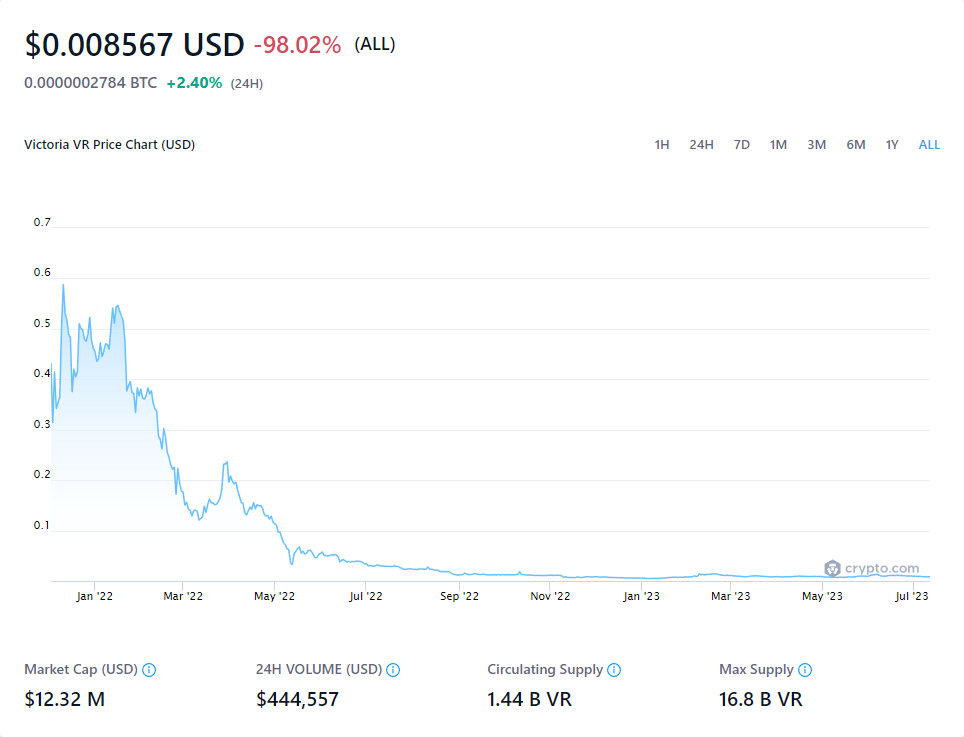 $0.008567 USD -98.02% (ALL)
0.0000002784 BTC +2.40% (24H)
Victoria VR Price Chart (USD) 1H 24H 7D 1M 3M 6M 1Y ALL
0.7
0.6
0.5
0.4
0.3
0.2
0.1
crypto.com
Jan '22 Mar '22 May '22 Jul '22 Sep '22 Nov '22 Jan '23 Mar '23 May '23 Jul '23
Market Cap (USD) 24H VOLUME (USD) Circulating Supply Max Supply
$12.32 M $444,557 1.44 B VR 16.8 B VR